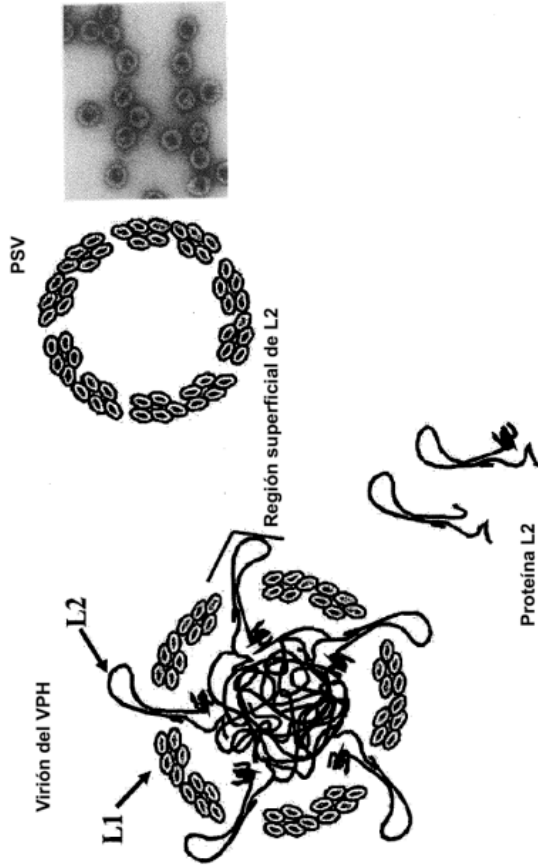 Virión del VPH
PSV
L1
L2
Región superficial de L2
Proteína L2